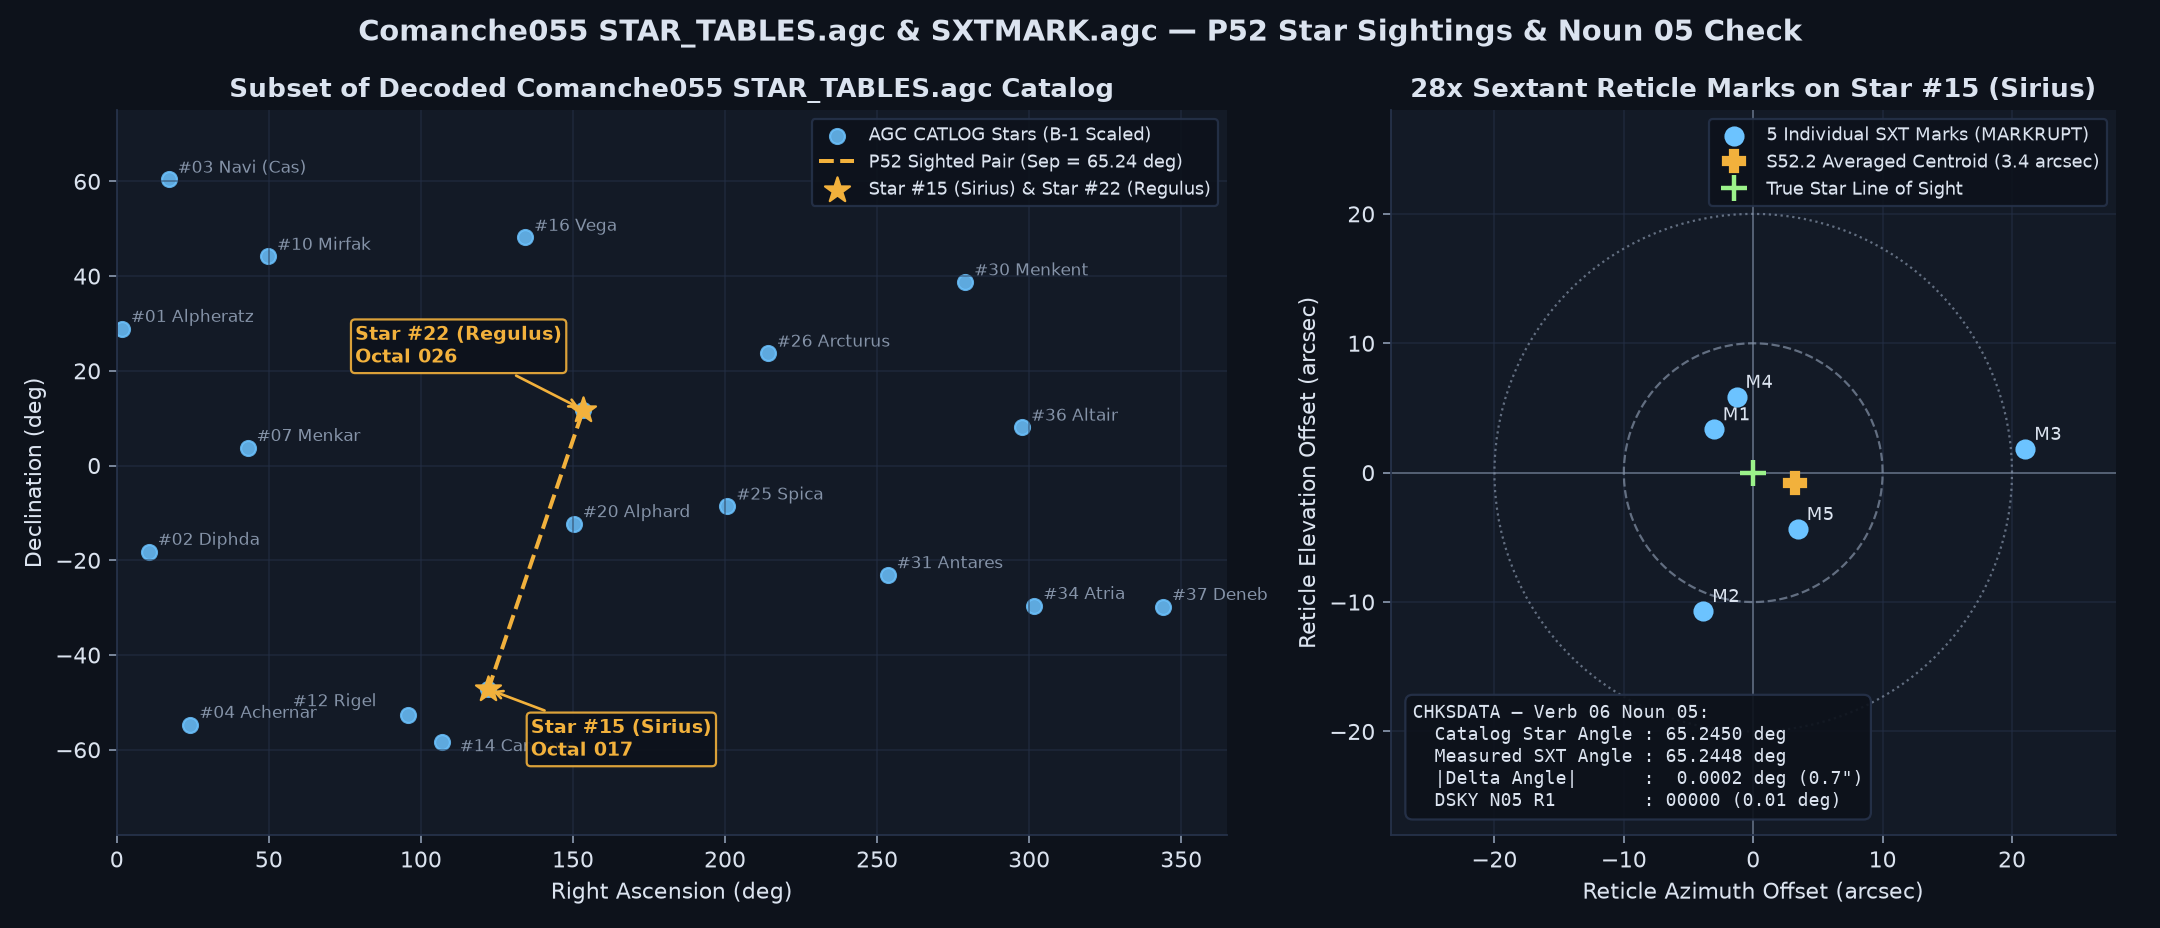 Comanche055 STAR_TABLES.agc & SXTMARK.agc — P52 Star Sightings & Noun 05 Check
Subset of Decoded Comanche055 STAR_TABLES.agc Catalog
AGC CATLOG Stars (B-1 Scaled)
P52 Sighted Pair (Sep = 65.24 deg)
Star #15 (Sirius) & Star #22 (Regulus)
#03 Navi (Cas)
#16 Vega
#10 Mirfak
#30 Menkent
#01 Alpheratz
Star #22 (Regulus)
Octal 026
#26 Arcturus
#36 Altair
#07 Menkar
#25 Spica
#20 Alphard
#02 Diphda
#31 Antares
#34 Atria
#37 Deneb
#12 Rigel
#04 Achernar
#14 Ca
Star #15 (Sirius)
Octal 017
60
40
20
0
−20
−40
−60
Declination (deg)
0 50 100 150 200 250 300 350
Right Ascension (deg)
28x Sextant Reticle Marks on Star #15 (Sirius)
5 Individual SXT Marks (MARKRUPT)
S52.2 Averaged Centroid (3.4 arcsec)
True Star Line of Sight
M4
M1
M3
M5
M2
CHKSDATA — Verb 06 Noun 05:
Catalog Star Angle : 65.2450 deg
Measured SXT Angle : 65.2448 deg
|Delta Angle| : 0.0002 deg (0.7")
DSKY N05 R1 : 00000 (0.01 deg)
20
10
0
−10
−20
Reticle Elevation Offset (arcsec)
−20 −10 0 10 20
Reticle Azimuth Offset (arcsec)